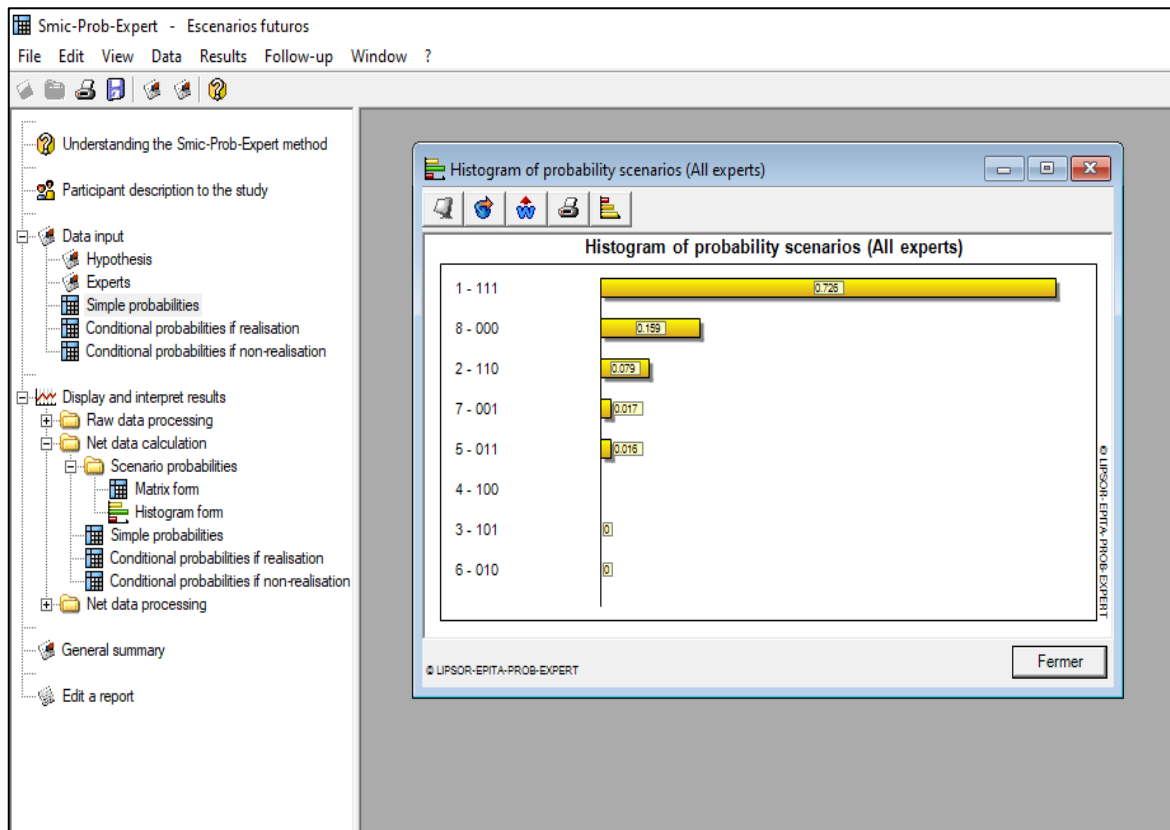 Smic-Prob-Expert - Escenarios futuros
File Edit View Data Results Follow-up Window ?
Understanding the Smic-Prob-Expert method
Participant description to the study
Data input
Hypothesis
Experts
Simple probabilities
Conditional probabilities if realisation
Conditional probabilities if non-realisation
Display and interpret results
Raw data processing
Net data calculation
Scenario probabilities
Matrix form
Histogram form
Simple probabilities
Conditional probabilities if realisation
Conditional probabilities if non-realisation
Net data processing
General summary
Edit a report
Histogram of probability scenarios (All experts)
Histogram of probability scenarios (All experts)
1 - 111 0.726
8 - 000 0.159
2 - 110 0.079
7 - 001 0.017
5 - 011 0.016
4 - 100
3 - 101 0
6 - 010 0
© LIPSOR-EPITA-PROB-EXPERT
© LIPSOR-EPITA-PROB-EXPERT
Fermer